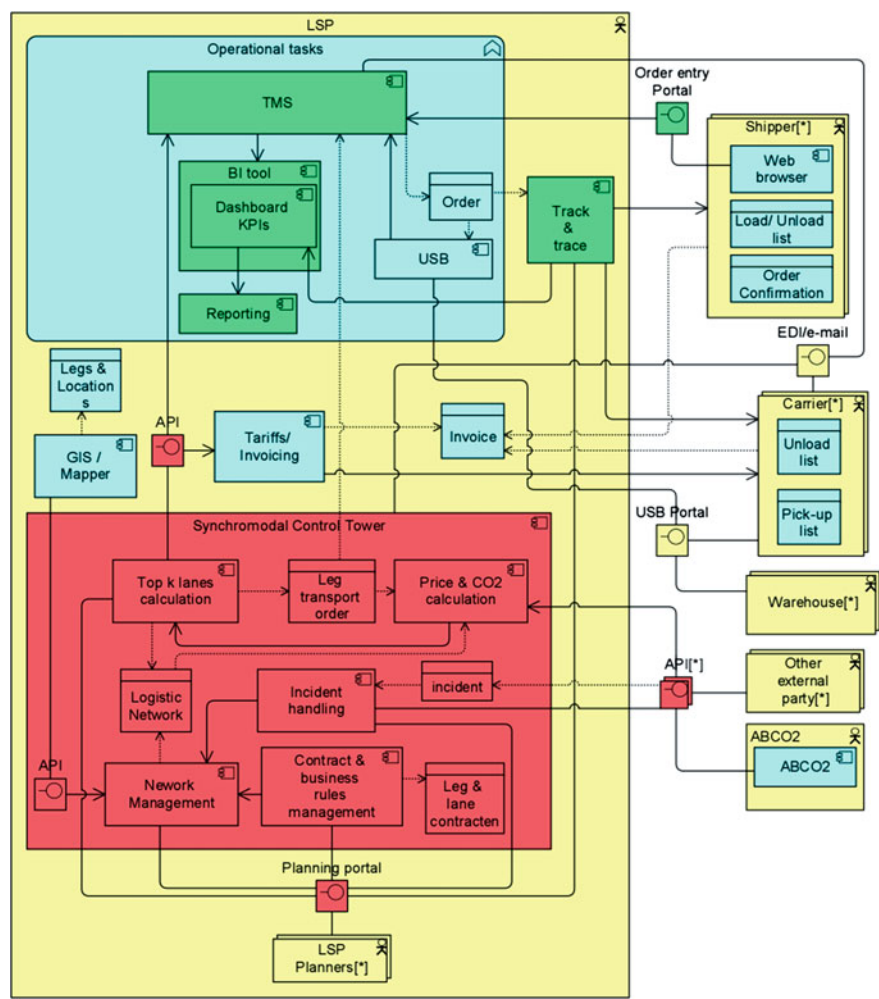 LSP
Operational tasks
TMS
Order entry
Portal
Shipper[*]
BI tool
Web
browser
Dashboard
KPIs
Order
Track
&
trace
Load/ Unload
list
USB
Order
Confirmation
Reporting
EDI/e-mail
Legs &
Location
s
Carrier[*]
API
Tariffs/
Invoicing
Invoice
Unload
list
GIS /
Mapper
USB Portal
Pick-up
list
Synchromodal Control Tower
Top k lanes
calculation
Leg
transport
order
Price & CO2
calculation
Warehouse[*]
API[*]
Other
external
party[*]
Logistic
Network
Incident
handling
incident
ABCO2
ABCO2
API
Nework
Management
Contract &
business
rules
management
Leg &
lane
contracten
Planning portal
LSP
Planners[*]